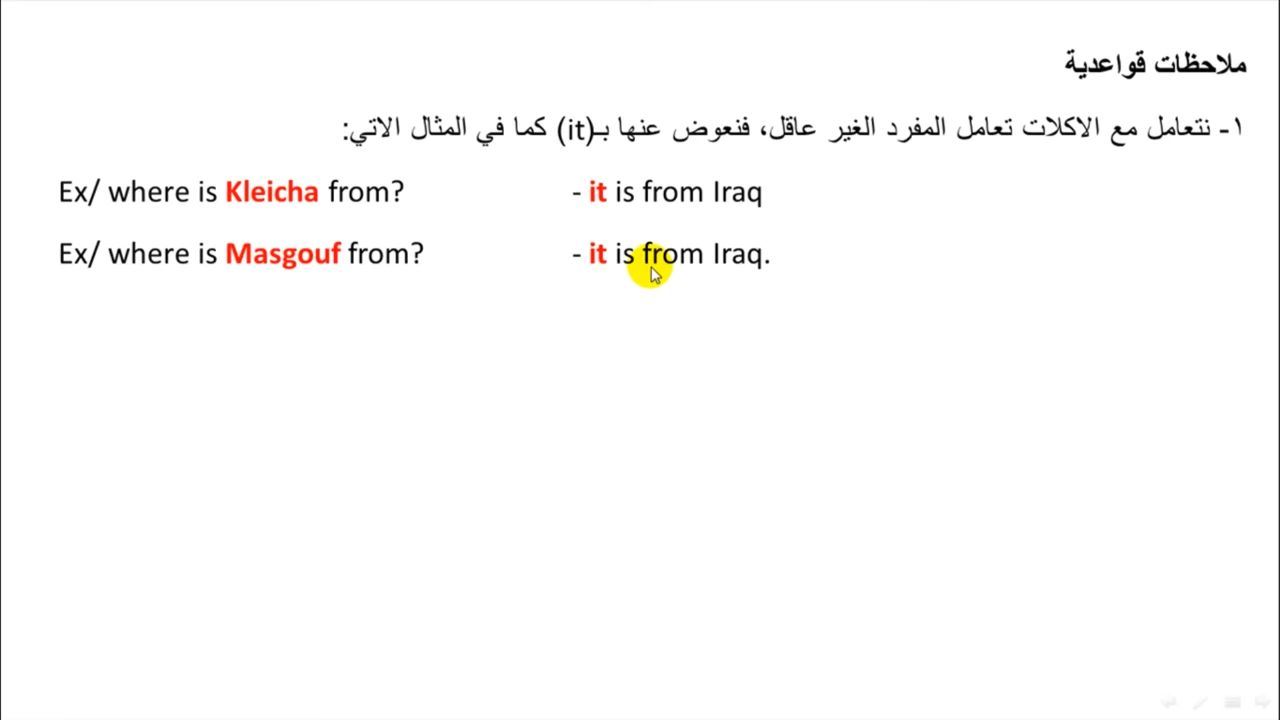 ملاحظات قواعدية
١- نتعامل مع الاكلات تعامل المفرد الغير عاقل، فنعوض عنها بـ(it) كما في المثال الاتي:
Ex/ where is Kleicha from? - it is from Iraq
Ex/ where is Masgouf from? - it is from Iraq.